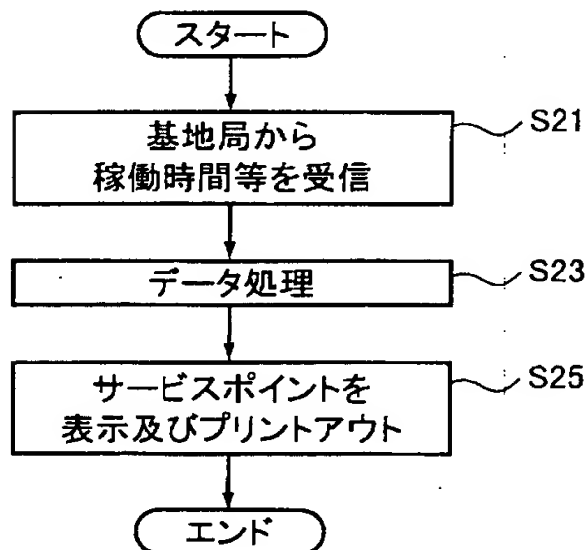 スタート
基地局から
稼働時間等を受信
S21
データ処理
S23
サービスポイントを
表示及びプリントアウト
S25
エンド